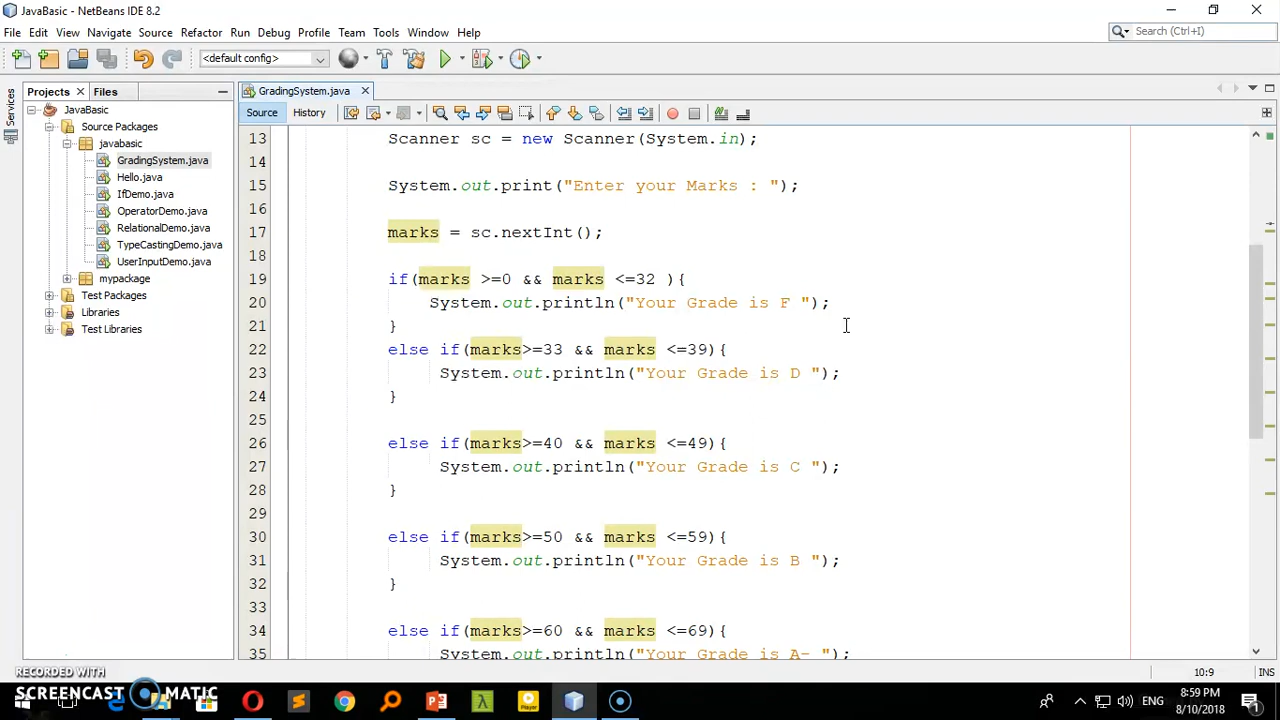 JavaBasic - NetBeans IDE 8.2
File Edit View Navigate Source Refactor Run Debug Profile Team Tools Window Help
Search (Ctrl+I)
<default config>
Services
Projects Files
GradingSystem.java
JavaBasic
Source Packages
javabasic
GradingSystem.java
Hello.java
IfDemo.java
OperatorDemo.java
RelationalDemo.java
TypeCastingDemo.java
UserInputDemo.java
mypackage
Test Packages
Libraries
Test Libraries
Source History
13 Scanner sc = new Scanner(System.in);
14
15 System.out.print("Enter your Marks : ");
16
17 marks = sc.nextInt();
18
19 if(marks >=0 && marks <=32 ){
20 System.out.println("Your Grade is F ");
21 }
22 else if(marks>=33 && marks <=39){
23 System.out.println("Your Grade is D ");
24 }
25
26 else if(marks>=40 && marks <=49){
27 System.out.println("Your Grade is C ");
28 }
29
30 else if(marks>=50 && marks <=59){
31 System.out.println("Your Grade is B ");
32 }
33
34 else if(marks>=60 && marks <=69){
35 System.out.println("Your Grade is A- ");
10:9 INS
RECORDED WITH
SCREENCAST MATIC
Player
ENG
8:59 PM
8/10/2018
1